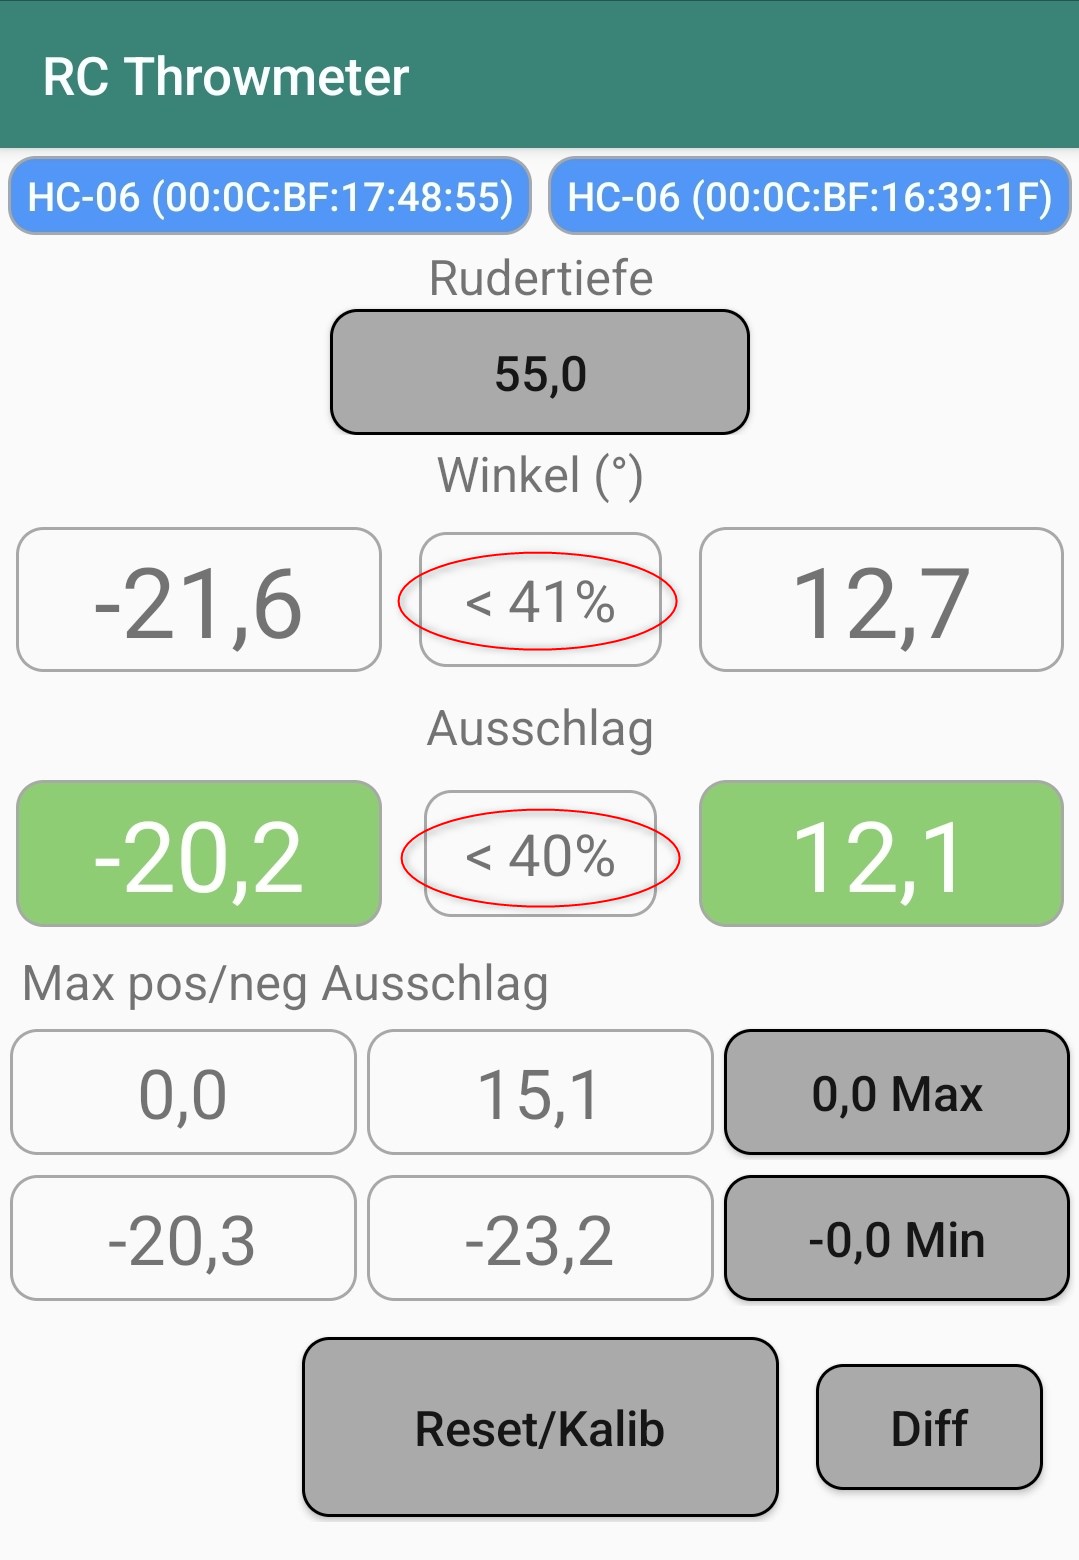 RC Throwmeter
HC-06 (00:0C:BF:17:48:55) HC-06 (00:0C:BF:16:39:1F)
Rudertiefe
55,0
Winkel (°)
-21,6 < 41% 12,7
Ausschlag
-20,2 < 40% 12,1
Max pos/neg Ausschlag
0,0 15,1 0,0 Max
-20,3 -23,2 -0,0 Min
Reset/Kalib Diff